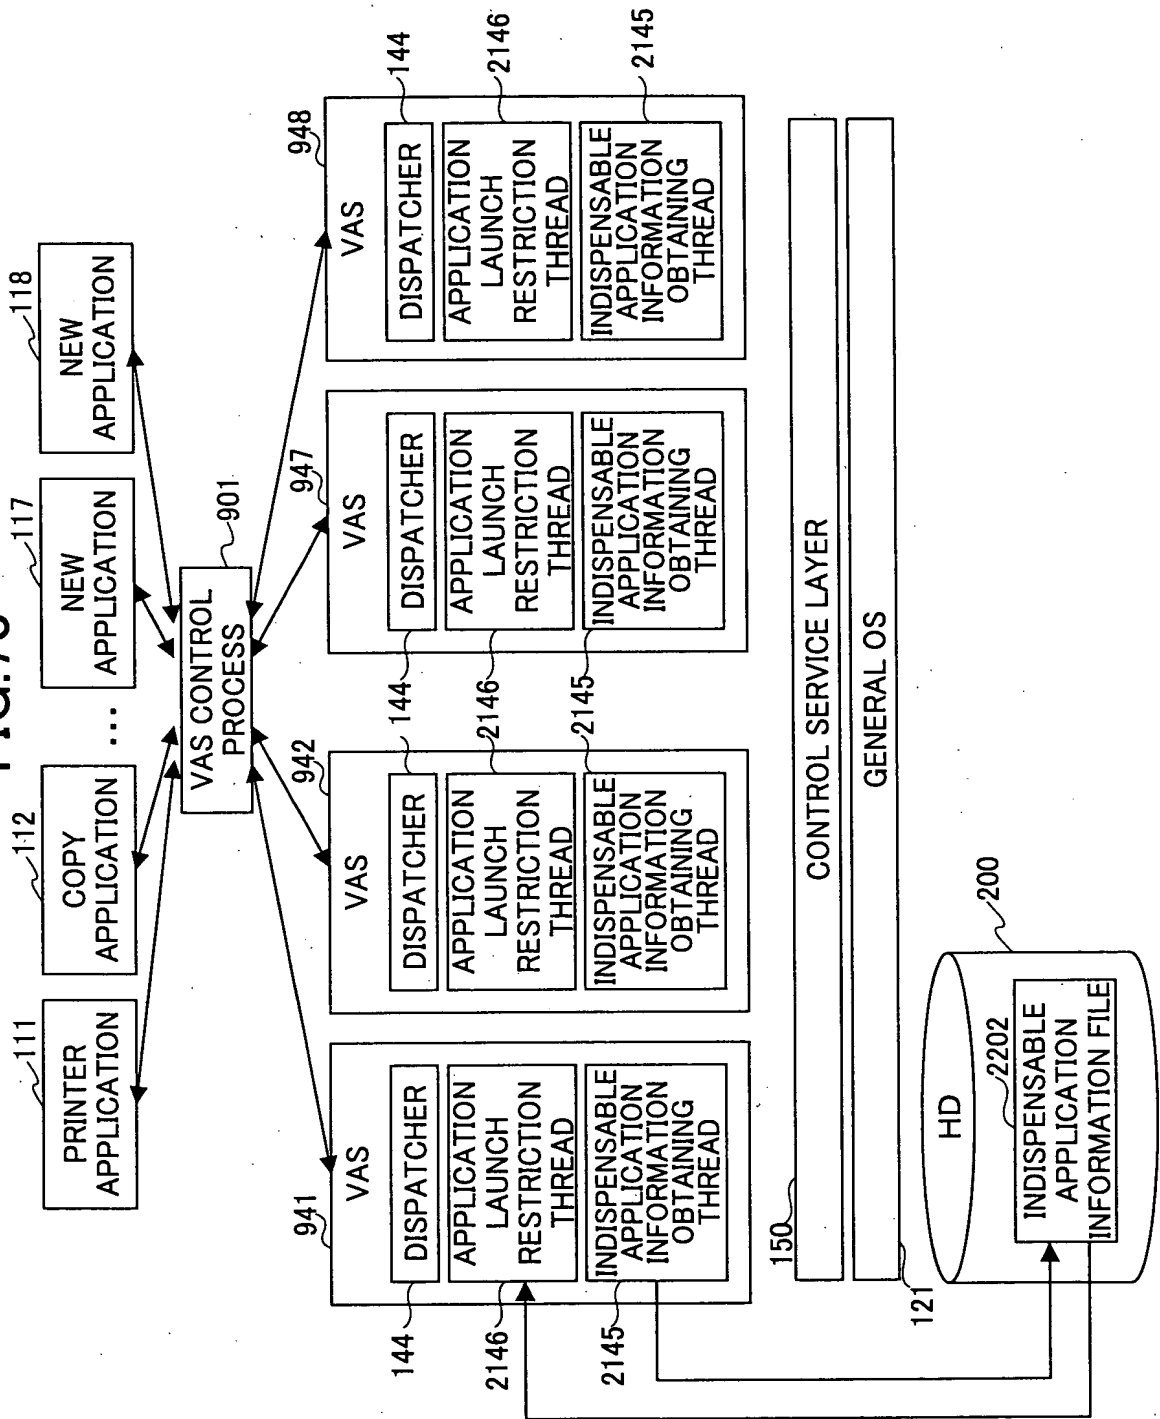 111
PRINTER
APPLICATION
112
COPY
APPLICATION
...
117
NEW
APPLICATION
118
NEW
APPLICATION
VAS CONTROL
PROCESS
901
941
VAS
144
DISPATCHER
2146
APPLICATION
LAUNCH
RESTRICTION
THREAD
2145
INDISPENSABLE
APPLICATION
INFORMATION
OBTAINING
THREAD
942
VAS
144
DISPATCHER
2146
APPLICATION
LAUNCH
RESTRICTION
THREAD
2145
INDISPENSABLE
APPLICATION
INFORMATION
OBTAINING
THREAD
947
VAS
144
DISPATCHER
2146
APPLICATION
LAUNCH
RESTRICTION
THREAD
2145
INDISPENSABLE
APPLICATION
INFORMATION
OBTAINING
THREAD
948
VAS
144
DISPATCHER
2146
APPLICATION
LAUNCH
RESTRICTION
THREAD
2145
INDISPENSABLE
APPLICATION
INFORMATION
OBTAINING
THREAD
150
CONTROL SERVICE LAYER
121
GENERAL OS
HD
200
2202
INDISPENSABLE
APPLICATION
INFORMATION FILE